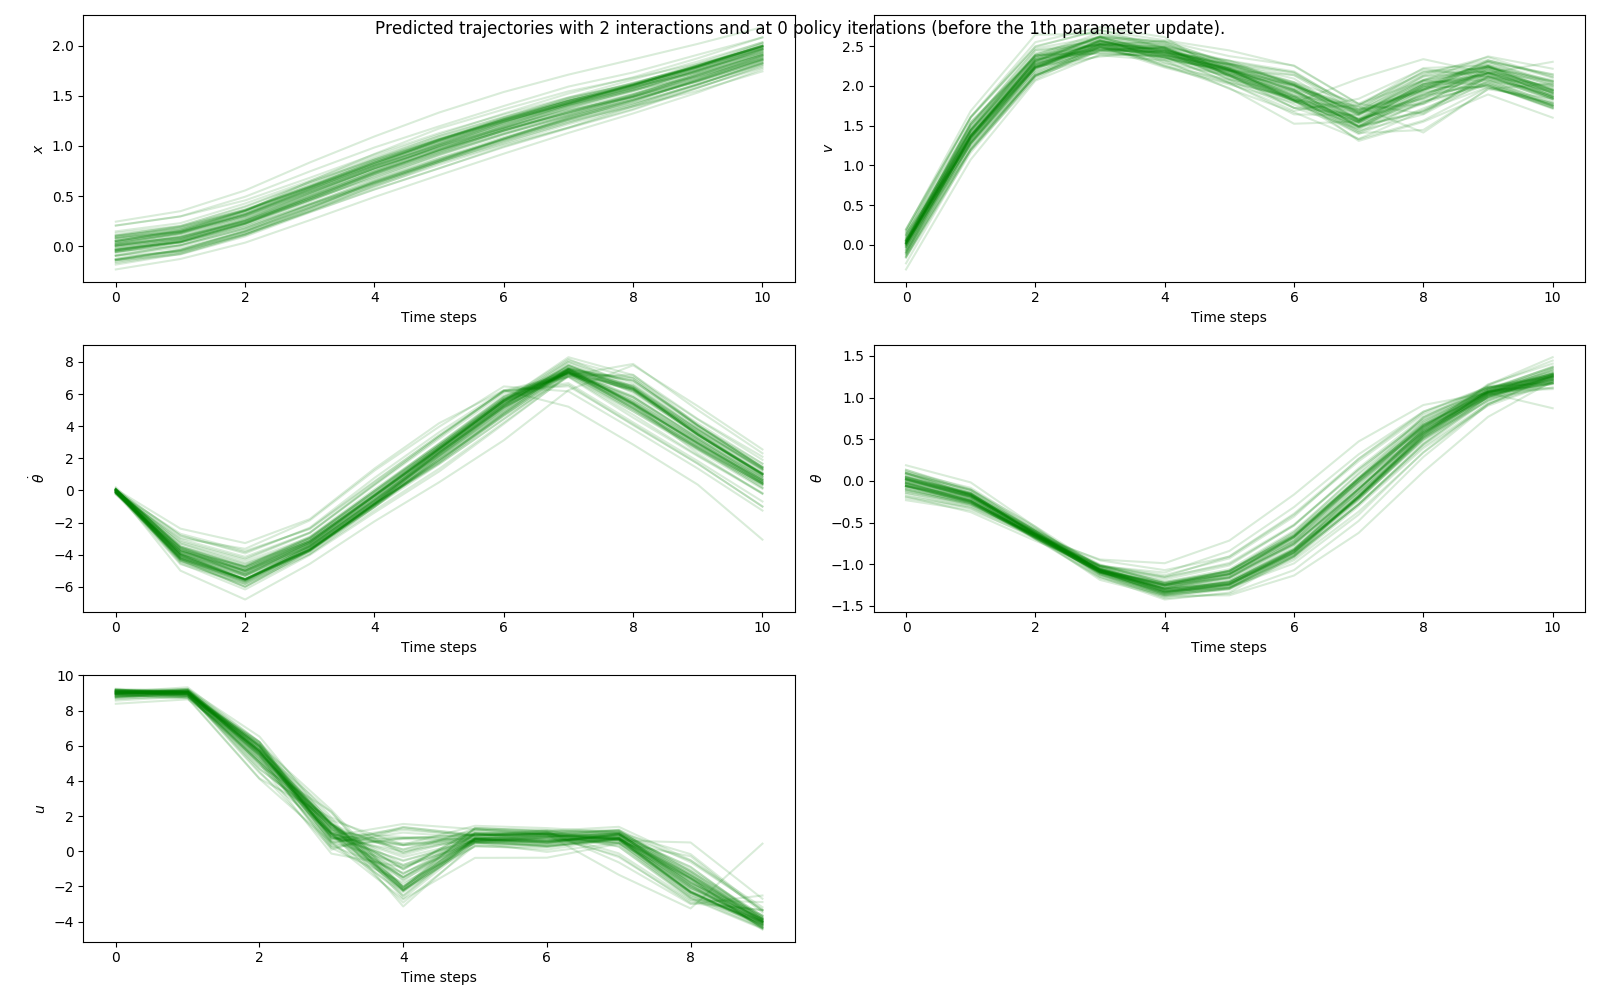 Predicted trajectories with 2 interactions and at 0 policy iterations (before the 1th parameter update).
2.0
1.5
1.0
0.5
0.0
x
0 2 4 6 8 10
Time steps
2.5
2.0
1.5
1.0
0.5
0.0
v
0 2 4 6 8 10
Time steps
8
6
4
2
0
−2
−4
−6
θ̇
0 2 4 6 8 10
Time steps
1.5
1.0
0.5
0.0
−0.5
−1.0
−1.5
θ
0 2 4 6 8 10
Time steps
10
8
6
4
2
0
−2
−4
u
0 2 4 6 8
Time steps